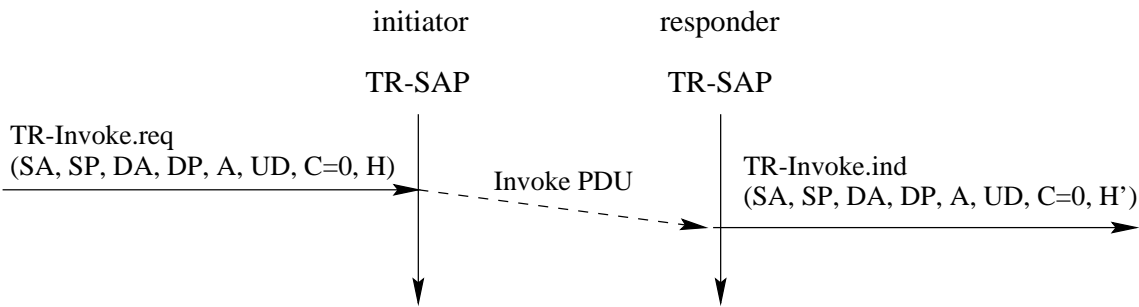 initiator responder
TR-SAP TR-SAP
TR-Invoke.req
(SA, SP, DA, DP, A, UD, C=0, H)
Invoke PDU
TR-Invoke.ind
(SA, SP, DA, DP, A, UD, C=0, H’)